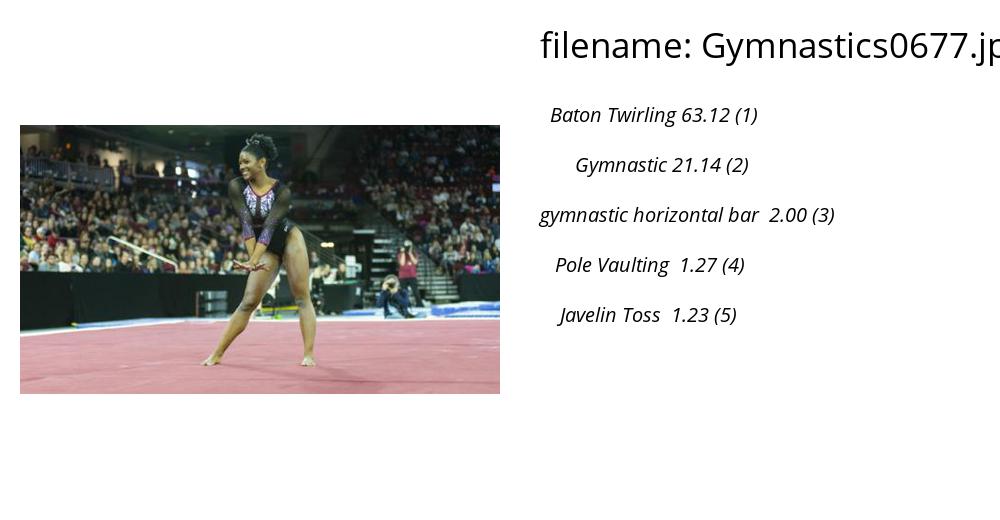 filename: Gymnastics0677.jp
Baton Twirling 63.12 (1)
Gymnastic 21.14 (2)
gymnastic horizontal bar 2.00 (3)
Pole Vaulting 1.27 (4)
Javelin Toss 1.23 (5)